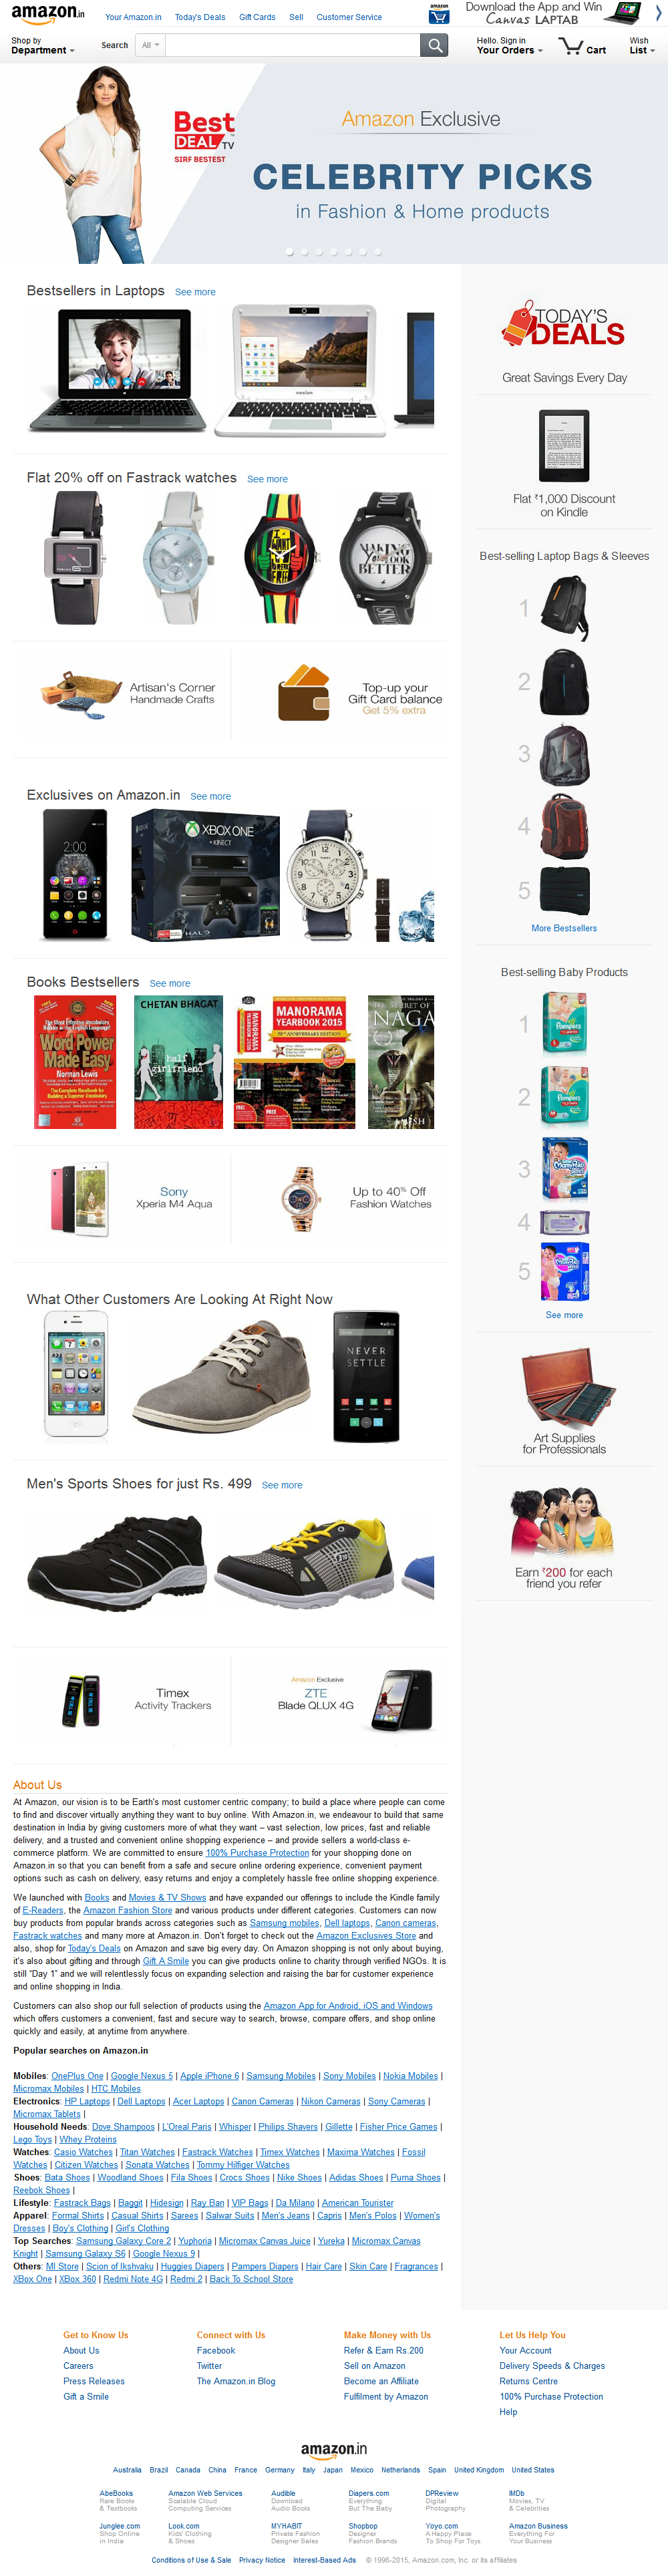 amazon.in
Your Amazon.in Today's Deals Gift Cards Sell Customer Service
amazon
Download the App and Win
Canvas LAPTAB
Shop by
Department
Search All
Hello. Sign in
Your Orders
Cart
Wish
List
Best
DEAL TV
SIRF BESTEST
Amazon Exclusive
CELEBRITY PICKS
in Fashion & Home products
Bestsellers in Laptops See more
TODAY'S
DEALS
Great Savings Every Day
Flat ₹1,000 Discount
on Kindle
Flat 20% off on Fastrack watches See more
Best-selling Laptop Bags & Sleeves
1
2
3
4
5
More Bestsellers
Artisan's Corner
Handmade Crafts
Top-up your
Gift Card balance
Get 5% extra
Exclusives on Amazon.in See more
2:00
XBOX ONE
+ KINECT
HALO
Books Bestsellers See more
Word Power
Made Easy
Norman Lewis
CHETAN BHAGAT
half
girlfriend
MANORAMA
YEARBOOK 2015
THE SECRET OF
NAGA
AMISH
Best-selling Baby Products
1
Pampers
2
Pampers
3
MamyPoko
4
5
See more
Sony
Xperia M4 Aqua
Up to 40% Off
Fashion Watches
What Other Customers Are Looking At Right Now
NEVER
SETTLE
Art Supplies
for Professionals
Men's Sports Shoes for just Rs. 499 See more
Earn ₹200 for each
friend you refer
Timex
Activity Trackers
Amazon Exclusive
ZTE
Blade QLUX 4G
About Us
At Amazon, our vision is to be Earth's most customer centric company; to build a place where people can come
to find and discover virtually anything they want to buy online. With Amazon.in, we endeavour to build that same
destination in India by giving customers more of what they want – vast selection, low prices, fast and reliable
delivery, and a trusted and convenient online shopping experience – and provide sellers a world-class e-
commerce platform. We are committed to ensure 100% Purchase Protection for your shopping done on
Amazon.in so that you can benefit from a safe and secure online ordering experience, convenient payment
options such as cash on delivery, easy returns and enjoy a completely hassle free online shopping experience.
We launched with Books and Movies & TV Shows and have expanded our offerings to include the Kindle family
of E-Readers, the Amazon Fashion Store and various products under different categories. Customers can now
buy products from popular brands across categories such as Samsung mobiles, Dell laptops, Canon cameras,
Fastrack watches and many more at Amazon.in. Don't forget to check out the Amazon Exclusives Store and
also, shop for Today's Deals on Amazon and save big every day. On Amazon shopping is not only about buying,
it's also about gifting and through Gift A Smile you can give products online to charity through verified NGOs. It is
still “Day 1” and we will relentlessly focus on expanding selection and raising the bar for customer experience
and online shopping in India.
Customers can also shop our full selection of products using the Amazon App for Android, iOS and Windows
which offers customers a convenient, fast and secure way to search, browse, compare offers, and shop online
quickly and easily, at anytime from anywhere.
Popular searches on Amazon.in
Mobiles: OnePlus One | Google Nexus 5 | Apple iPhone 6 | Samsung Mobiles | Sony Mobiles | Nokia Mobiles |
Micromax Mobiles | HTC Mobiles
Electronics: HP Laptops | Dell Laptops | Acer Laptops | Canon Cameras | Nikon Cameras | Sony Cameras |
Micromax Tablets |
Household Needs: Dove Shampoos | L'Oreal Paris | Whisper | Philips Shavers | Gillette | Fisher Price Games |
Lego Toys | Whey Proteins
Watches: Casio Watches | Titan Watches | Fastrack Watches | Timex Watches | Maxima Watches | Fossil
Watches | Citizen Watches | Sonata Watches | Tommy Hilfiger Watches
Shoes: Bata Shoes | Woodland Shoes | Fila Shoes | Crocs Shoes | Nike Shoes | Adidas Shoes | Puma Shoes |
Reebok Shoes |
Lifestyle: Fastrack Bags | Baggit | Hidesign | Ray Ban | VIP Bags | Da Milano | American Tourister
Apparel: Formal Shirts | Casual Shirts | Sarees | Salwar Suits | Men's Jeans | Capris | Men's Polos | Women's
Dresses | Boy's Clothing | Girl's Clothing
Top Searches: Samsung Galaxy Core 2 | Yuphoria | Micromax Canvas Juice | Yureka | Micromax Canvas
Knight | Samsung Galaxy S6 | Google Nexus 9 |
Others: MI Store | Scion of Ikshvaku | Huggies Diapers | Pampers Diapers | Hair Care | Skin Care | Fragrances |
XBox One | XBox 360 | Redmi Note 4G | Redmi 2 | Back To School Store
Get to Know Us
About Us
Careers
Press Releases
Gift a Smile
Connect with Us
Facebook
Twitter
The Amazon.in Blog
Make Money with Us
Refer & Earn Rs.200
Sell on Amazon
Become an Affiliate
Fulfilment by Amazon
Let Us Help You
Your Account
Delivery Speeds & Charges
Returns Centre
100% Purchase Protection
Help
amazon.in
Australia Brazil Canada China France Germany Italy Japan Mexico Netherlands Spain United Kingdom United States
AbeBooks
Rare Books
& Textbooks
Amazon Web Services
Scalable Cloud
Computing Services
Audible
Download
Audio Books
Diapers.com
Everything
But The Baby
DPReview
Digital
Photography
IMDb
Movies, TV
& Celebrities
Junglee.com
Shop Online
in India
Look.com
Kids' Clothing
& Shoes
MYHABIT
Private Fashion
Designer Sales
Shopbop
Designer
Fashion Brands
Yoyo.com
A Happy Place
To Shop For Toys
Amazon Business
Everything For
Your Business
Conditions of Use & Sale Privacy Notice Interest-Based Ads © 1996-2015, Amazon.com, Inc. or its affiliates